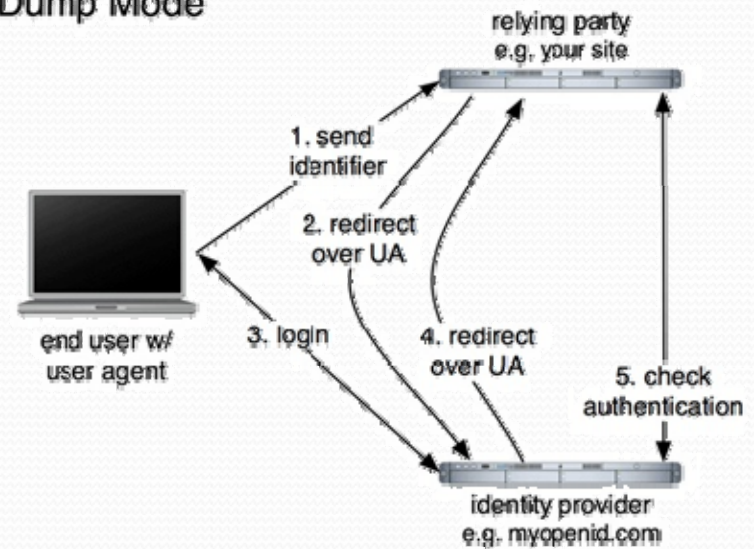 Dump Mode
relying party
e.g. your site
1. send
identifier
2. redirect
over UA
3. login
4. redirect
over UA
5. check
authentication
end user w/
user agent
identity provider
e.g. myopenid.com